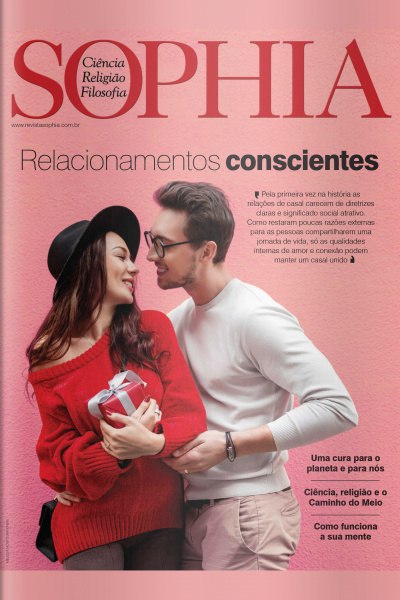 SOPHIA
Ciência
Religião
Filosofia
www.revistasophia.com.br
Relacionamentos conscientes
Pela primeira vez na história as
relações de casal carecem de diretrizes
claras e significado social atrativo.
Como restaram poucas razões externas
para as pessoas compartilharem uma
jornada de vida, só as qualidades
internas de amor e conexão podem
manter um casal unido
Uma cura para o
planeta e para nós
Ciência, religião e o
Caminho do Meio
Como funciona
a sua mente